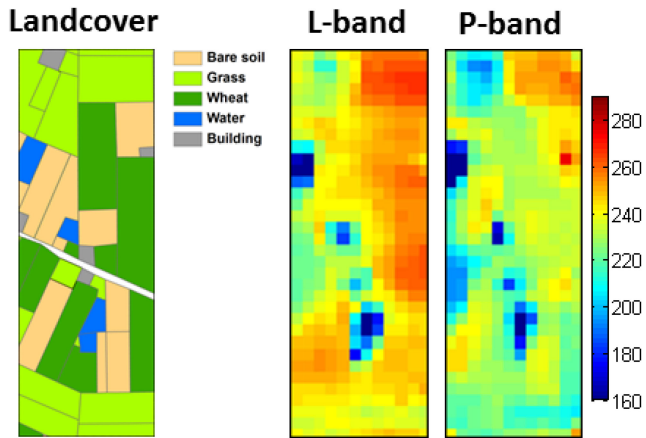 Landcover
L-band
P-band
Bare soil
Grass
Wheat
Water
Building
280
260
240
220
200
180
160